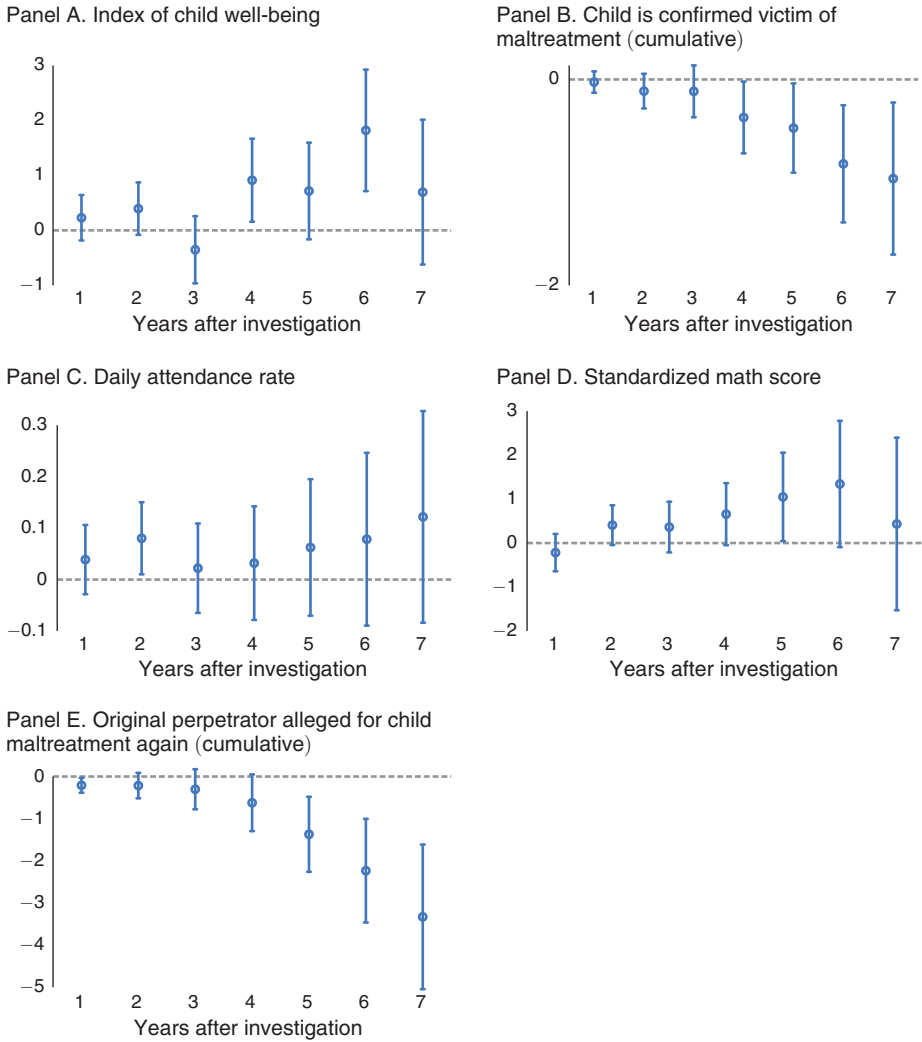 Panel A. Index of child well-being
3
2
1
0
−1
1 2 3 4 5 6 7
Years after investigation
Panel B. Child is confirmed victim of
maltreatment (cumulative)
0
−2
1 2 3 4 5 6 7
Years after investigation
Panel C. Daily attendance rate
0.3
0.2
0.1
0
−0.1
1 2 3 4 5 6 7
Years after investigation
Panel D. Standardized math score
3
2
1
0
−1
−2
1 2 3 4 5 6 7
Years after investigation
Panel E. Original perpetrator alleged for child
maltreatment again (cumulative)
0
−1
−2
−3
−4
−5
1 2 3 4 5 6 7
Years after investigation